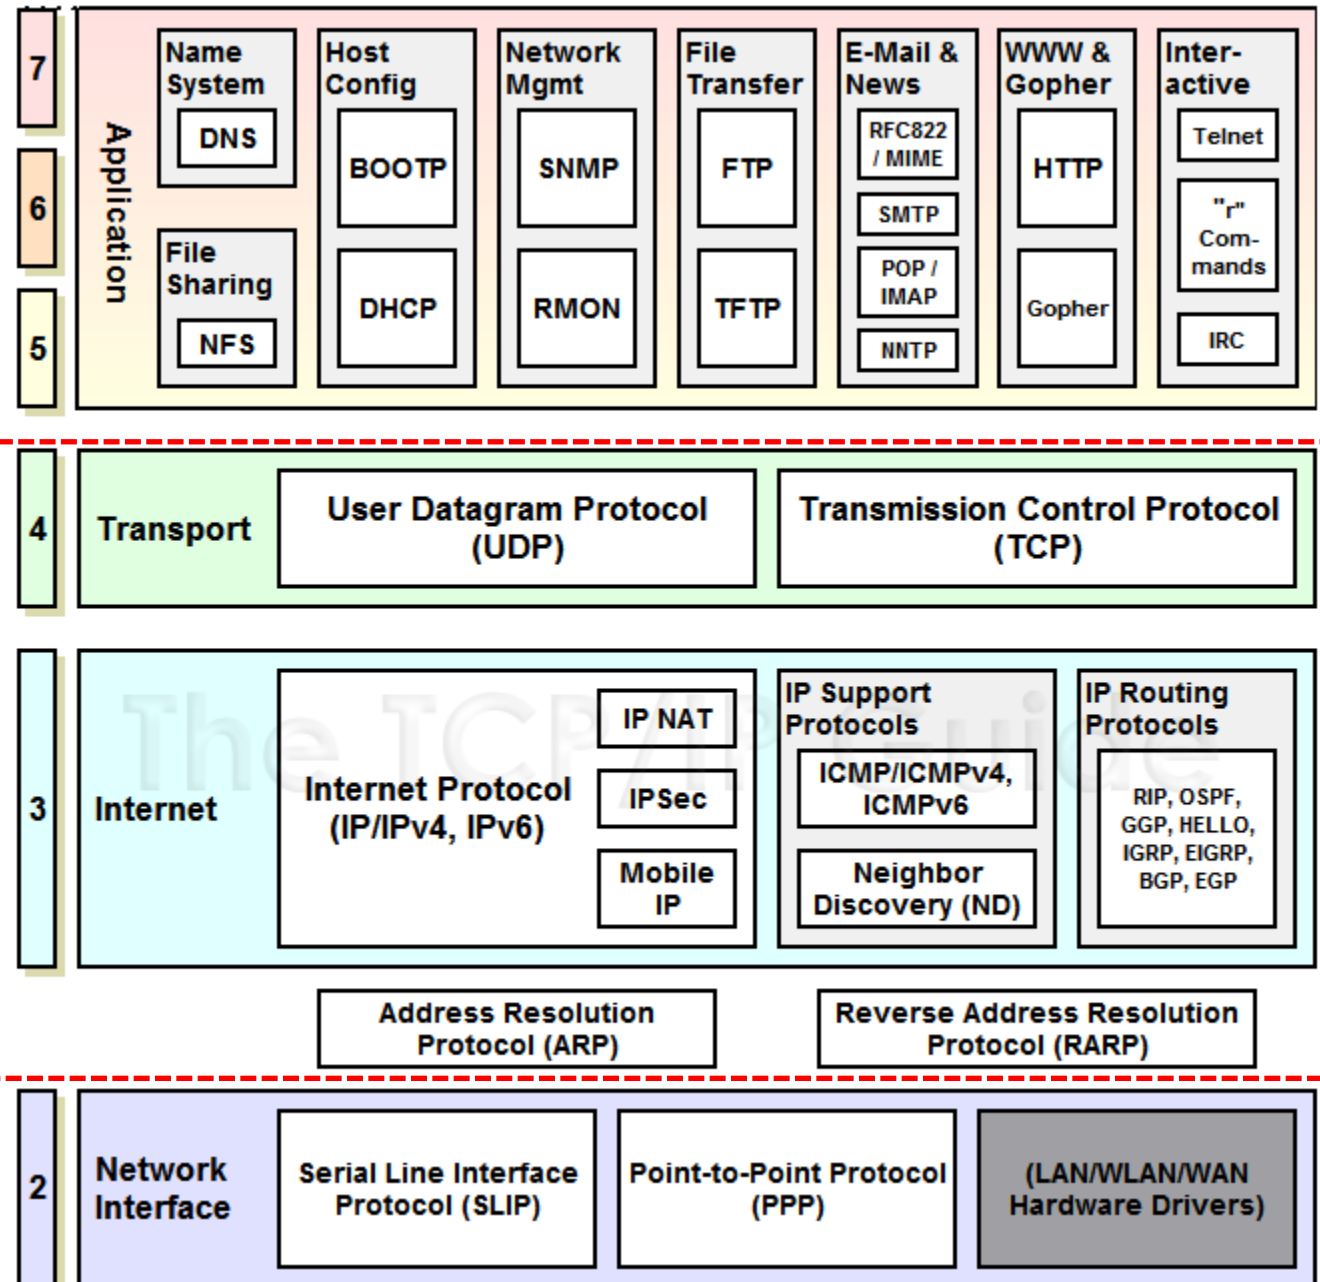 7
6
5
Application
Name
System
DNS
File
Sharing
NFS
Host
Config
BOOTP
DHCP
Network
Mgmt
SNMP
RMON
File
Transfer
FTP
TFTP
E-Mail &
News
RFC822
/ MIME
SMTP
POP /
IMAP
NNTP
WWW &
Gopher
HTTP
Gopher
Inter-
active
Telnet
"r"
Com-
mands
IRC
4
Transport
User Datagram Protocol
(UDP)
Transmission Control Protocol
(TCP)
3
Internet
The TCP/IP Guide
Internet Protocol
(IP/IPv4, IPv6)
IP NAT
IPSec
Mobile
IP
IP Support
Protocols
ICMP/ICMPv4,
ICMPv6
Neighbor
Discovery (ND)
IP Routing
Protocols
RIP, OSPF,
GGP, HELLO,
IGRP, EIGRP,
BGP, EGP
Address Resolution
Protocol (ARP)
Reverse Address Resolution
Protocol (RARP)
2
Network
Interface
Serial Line Interface
Protocol (SLIP)
Point-to-Point Protocol
(PPP)
(LAN/WLAN/WAN
Hardware Drivers)